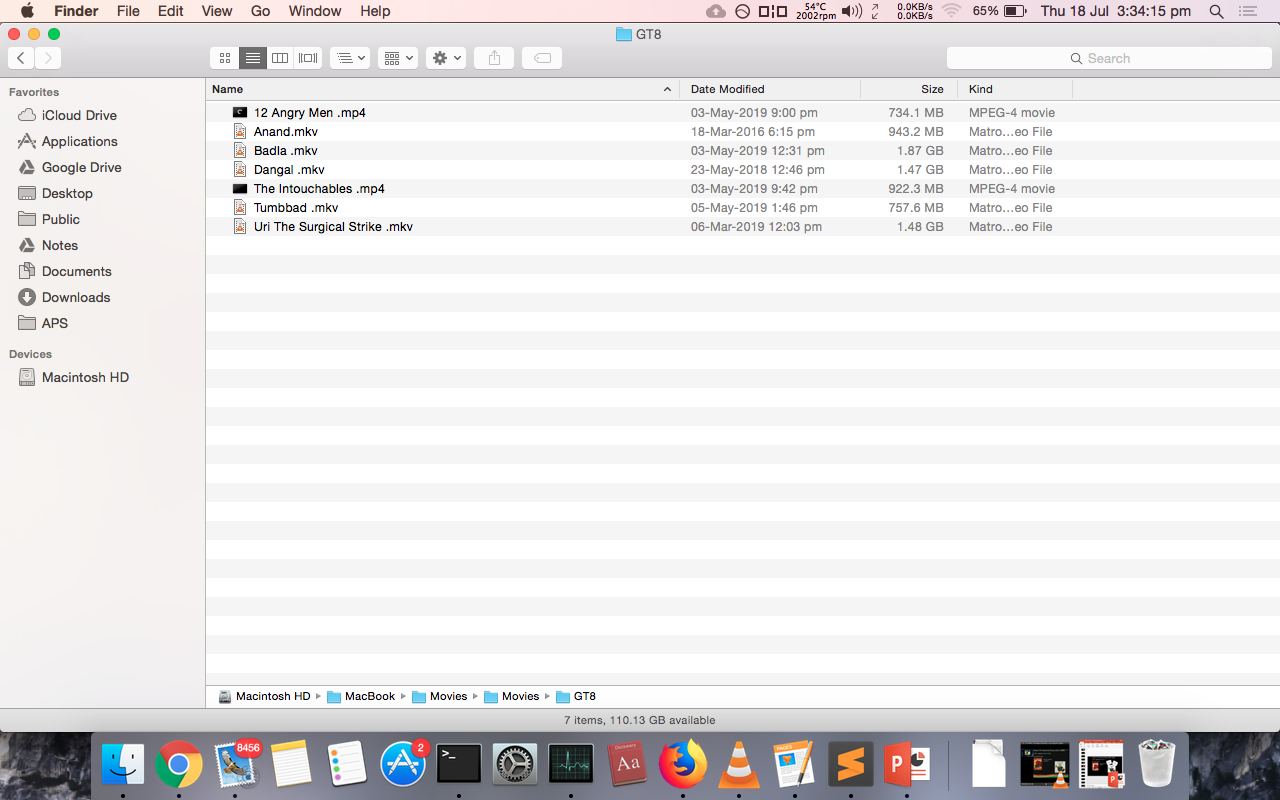 Finder File Edit View Go Window Help 54°C 2002rpm 0.0KB/s 0.0KB/s 65% Thu 18 Jul 3:34:15 pm
GT8
Search
Favorites
iCloud Drive
Applications
Google Drive
Desktop
Public
Notes
Documents
Downloads
APS
Devices
Macintosh HD
Name Date Modified Size Kind
12 Angry Men .mp4 03-May-2019 9:00 pm 734.1 MB MPEG-4 movie
Anand.mkv 18-Mar-2016 6:15 pm 943.2 MB Matro...eo File
Badla .mkv 03-May-2019 12:31 pm 1.87 GB Matro...eo File
Dangal .mkv 23-May-2018 12:46 pm 1.47 GB Matro...eo File
The Intouchables .mp4 03-May-2019 9:42 pm 922.3 MB MPEG-4 movie
Tumbbad .mkv 05-May-2019 1:46 pm 757.6 MB Matro...eo File
Uri The Surgical Strike .mkv 06-Mar-2019 12:03 pm 1.48 GB Matro...eo File
Macintosh HD MacBook Movies Movies GT8
7 items, 110.13 GB available
8456 2 >_ Dictionary Aa PAGES P